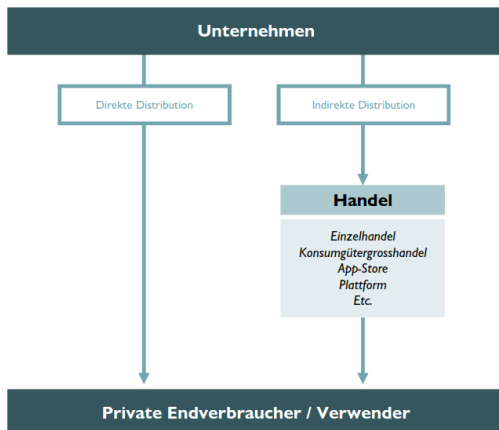 Unternehmen
Direkte Distribution
Indirekte Distribution
Handel
Einzelhandel
Konsumgütergrosshandel
App-Store
Plattform
Etc.
Private Endverbraucher / Verwender